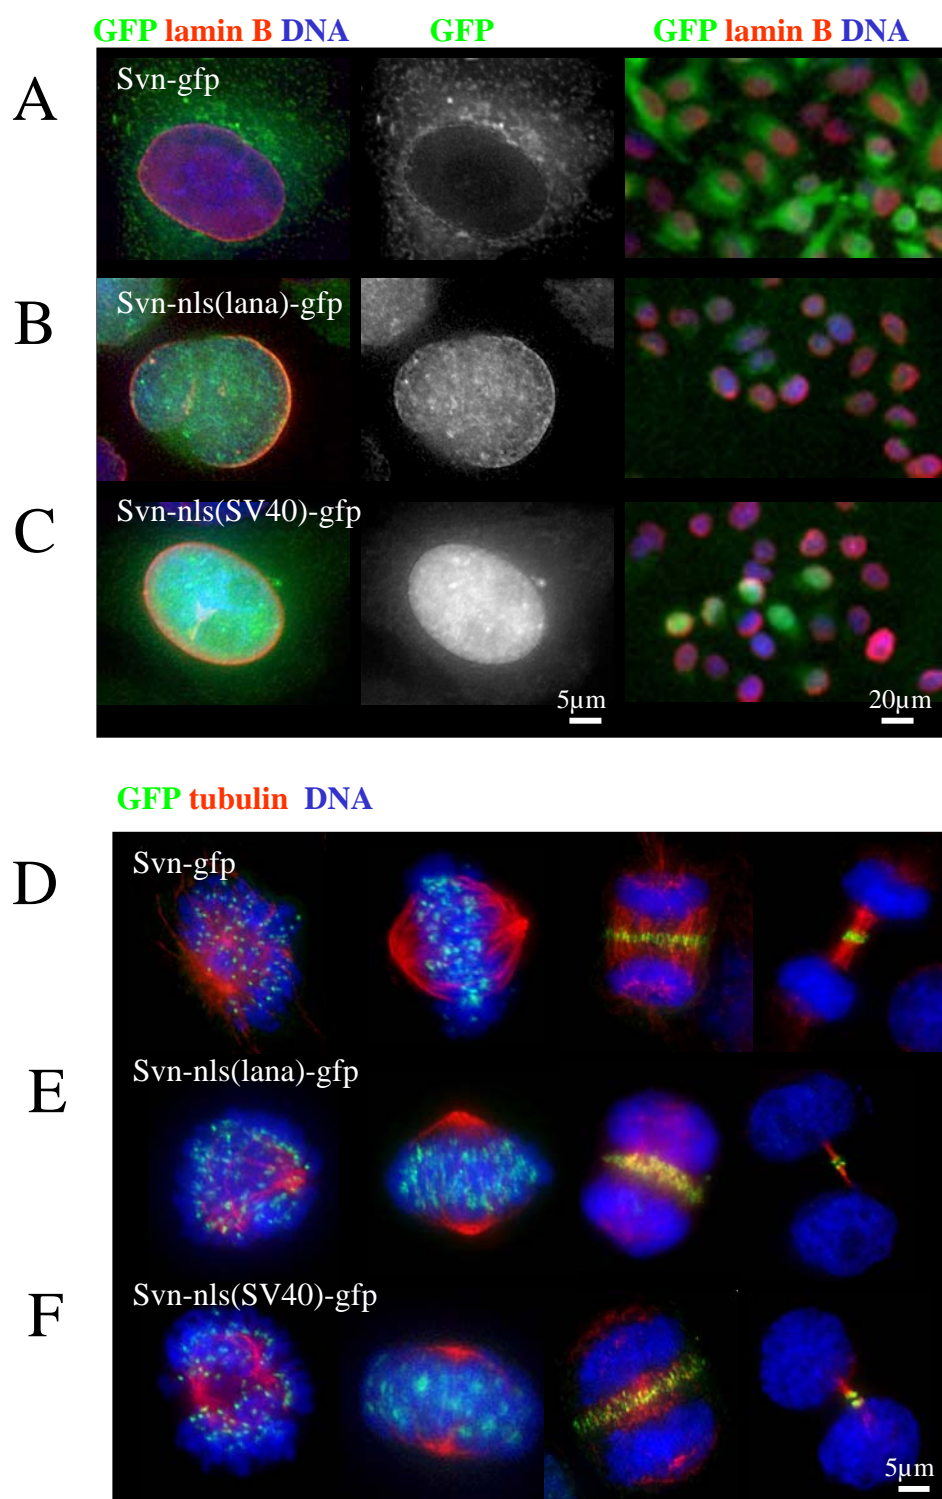 GFP lamin B DNA GFP GFP lamin B DNA
A Svn-gfp
B Svn-nls(lana)-gfp
C Svn-nls(SV40)-gfp
5µm 20µm
GFP tubulin DNA
D Svn-gfp
E Svn-nls(lana)-gfp
F Svn-nls(SV40)-gfp
5µm